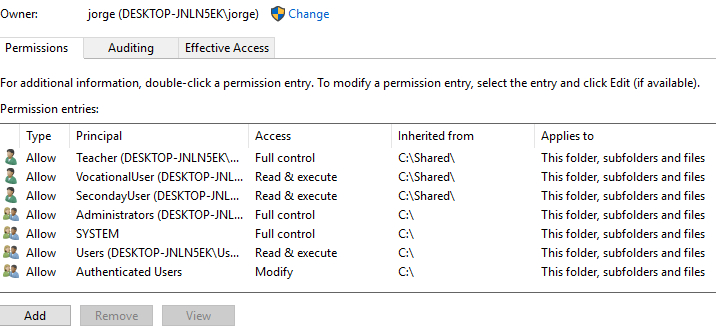 Owner: jorge (DESKTOP-JNLN5EK\jorge) Change
Permissions Auditing Effective Access
For additional information, double-click a permission entry. To modify a permission entry, select the entry and click Edit (if available).
Permission entries:
Type Principal Access Inherited from Applies to
Allow Teacher (DESKTOP-JNLN5EK\... Full control C:\Shared\ This folder, subfolders and files
Allow VocationalUser (DESKTOP-JNL... Read & execute C:\Shared\ This folder, subfolders and files
Allow SecondayUser (DESKTOP-JNL... Read & execute C:\Shared\ This folder, subfolders and files
Allow Administrators (DESKTOP-JNL... Full control C:\ This folder, subfolders and files
Allow SYSTEM Full control C:\ This folder, subfolders and files
Allow Users (DESKTOP-JNLN5EK\Us... Read & execute C:\ This folder, subfolders and files
Allow Authenticated Users Modify C:\ This folder, subfolders and files
Add Remove View